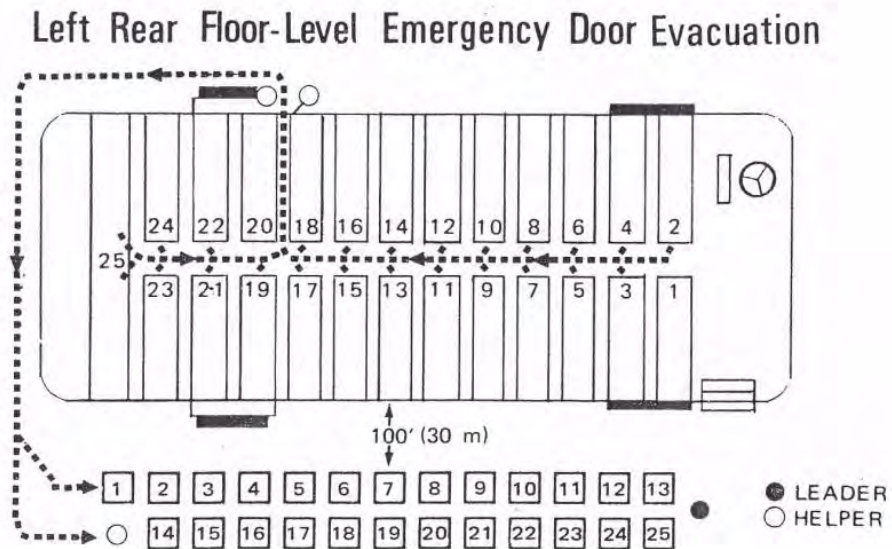 Left Rear Floor-Level Emergency Door Evacuation
24 22 20 18 16 14 12 10 8 6 4 2
25
23 2-1 19 17 15 13 11 9 7 5 3 1
100' (30 m)
1 2 3 4 5 6 7 8 9 10 11 12 13
14 15 16 17 18 19 20 21 22 23 24 25
LEADER
HELPER